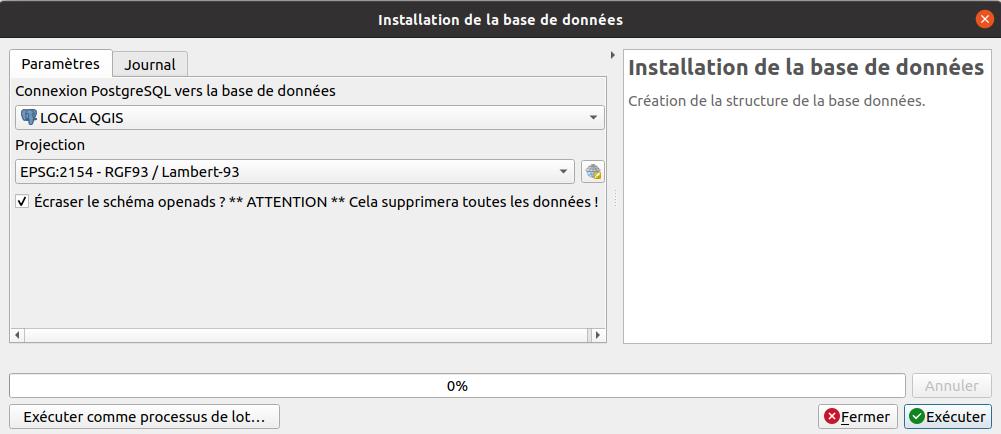 Installation de la base de données
Paramètres
Journal
Connexion PostgreSQL vers la base de données
LOCAL QGIS
Projection
EPSG:2154 - RGF93 / Lambert-93
Écraser le schéma openads ? ** ATTENTION ** Cela supprimera toutes les données !
Installation de la base de données
Création de la structure de la base données.
0%
Annuler
Exécuter comme processus de lot…
Fermer
Exécuter